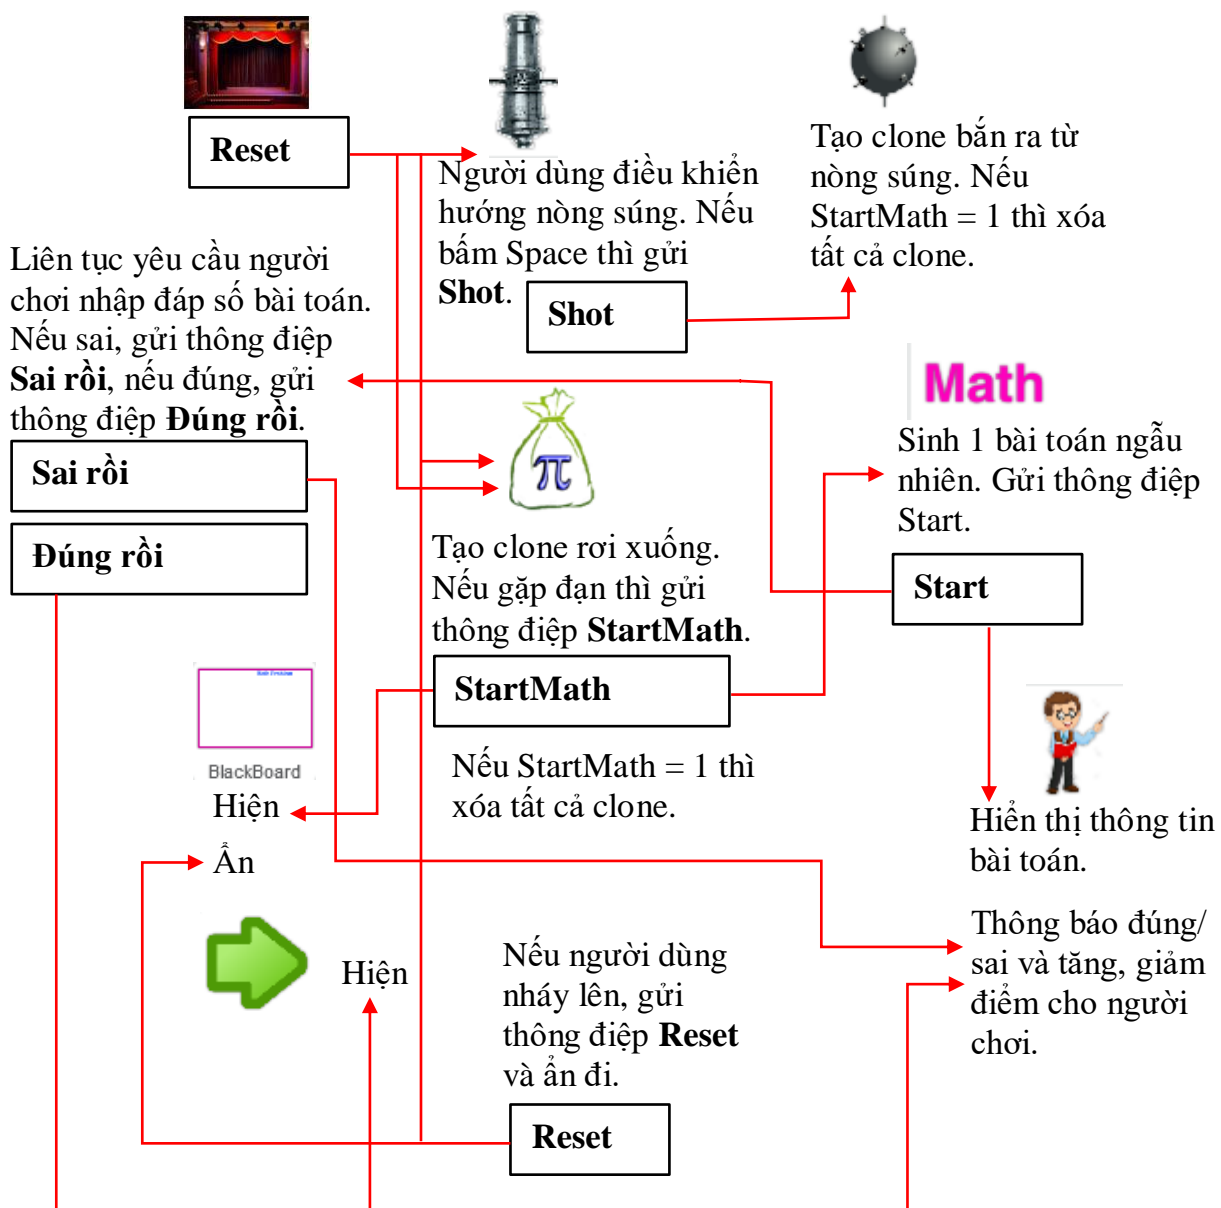 Reset
Người dùng điều khiển
hướng nòng súng. Nếu
bấm Space thì gửi
Shot.
Shot
Tạo clone bắn ra từ
nòng súng. Nếu
StartMath = 1 thì xóa
tất cả clone.
Liên tục yêu cầu người
chơi nhập đáp số bài toán.
Nếu sai, gửi thông điệp
Sai rồi, nếu đúng, gửi
thông điệp Đúng rồi.
Sai rồi
Đúng rồi
π
Tạo clone rơi xuống.
Nếu gặp đạn thì gửi
thông điệp StartMath.
StartMath
Nếu StartMath = 1 thì
xóa tất cả clone.
Math
Sinh 1 bài toán ngẫu
nhiên. Gửi thông điệp
Start.
Start
BlackBoard
Hiện
Ẩn
Hiển thị thông tin
bài toán.
Thông báo đúng/
sai và tăng, giảm
điểm cho người
chơi.
Hiện
Nếu người dùng
nháy lên, gửi
thông điệp Reset
và ẩn đi.
Reset